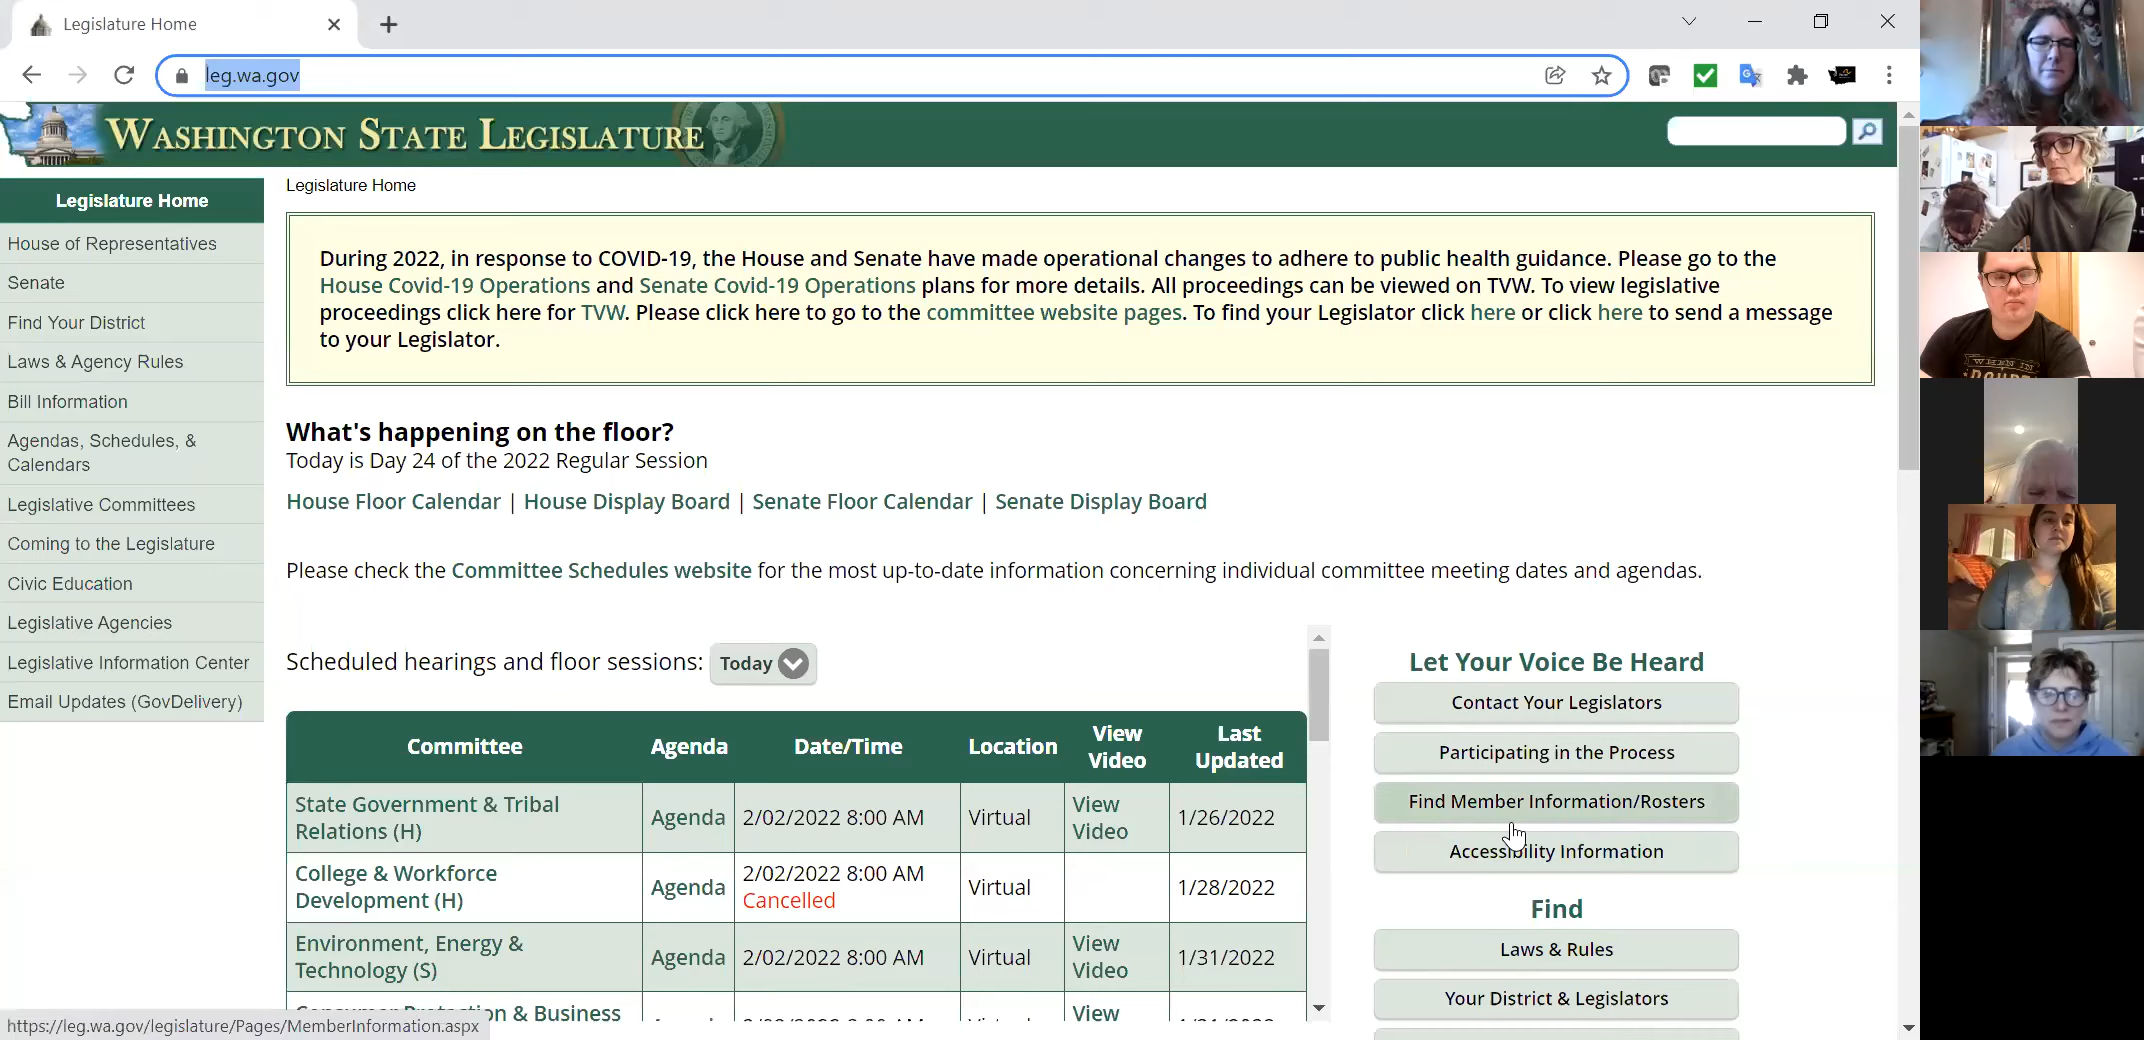 Legislature Home
leg.wa.gov
WASHINGTON STATE LEGISLATURE
Legislature Home
House of Representatives
Senate
Find Your District
Laws & Agency Rules
Bill Information
Agendas, Schedules, &
Calendars
Legislative Committees
Coming to the Legislature
Civic Education
Legislative Agencies
Legislative Information Center
Email Updates (GovDelivery)
Legislature Home
During 2022, in response to COVID-19, the House and Senate have made operational changes to adhere to public health guidance. Please go to the
House Covid-19 Operations and Senate Covid-19 Operations plans for more details. All proceedings can be viewed on TVW. To view legislative
proceedings click here for TVW. Please click here to go to the committee website pages. To find your Legislator click here or click here to send a message
to your Legislator.
What's happening on the floor?
Today is Day 24 of the 2022 Regular Session
House Floor Calendar | House Display Board | Senate Floor Calendar | Senate Display Board
Please check the Committee Schedules website for the most up-to-date information concerning individual committee meeting dates and agendas.
Scheduled hearings and floor sessions: Today
Committee Agenda Date/Time Location View Video Last Updated
State Government & Tribal Relations (H) Agenda 2/02/2022 8:00 AM Virtual View Video 1/26/2022
College & Workforce Development (H) Agenda 2/02/2022 8:00 AM Cancelled Virtual 1/28/2022
Environment, Energy & Technology (S) Agenda 2/02/2022 8:00 AM Virtual View Video 1/31/2022
Consumer Protection & Business View
Let Your Voice Be Heard
Contact Your Legislators
Participating in the Process
Find Member Information/Rosters
Accessibility Information
Find
Laws & Rules
Your District & Legislators
https://leg.wa.gov/legislature/Pages/MemberInformation.aspx
WHEN IN